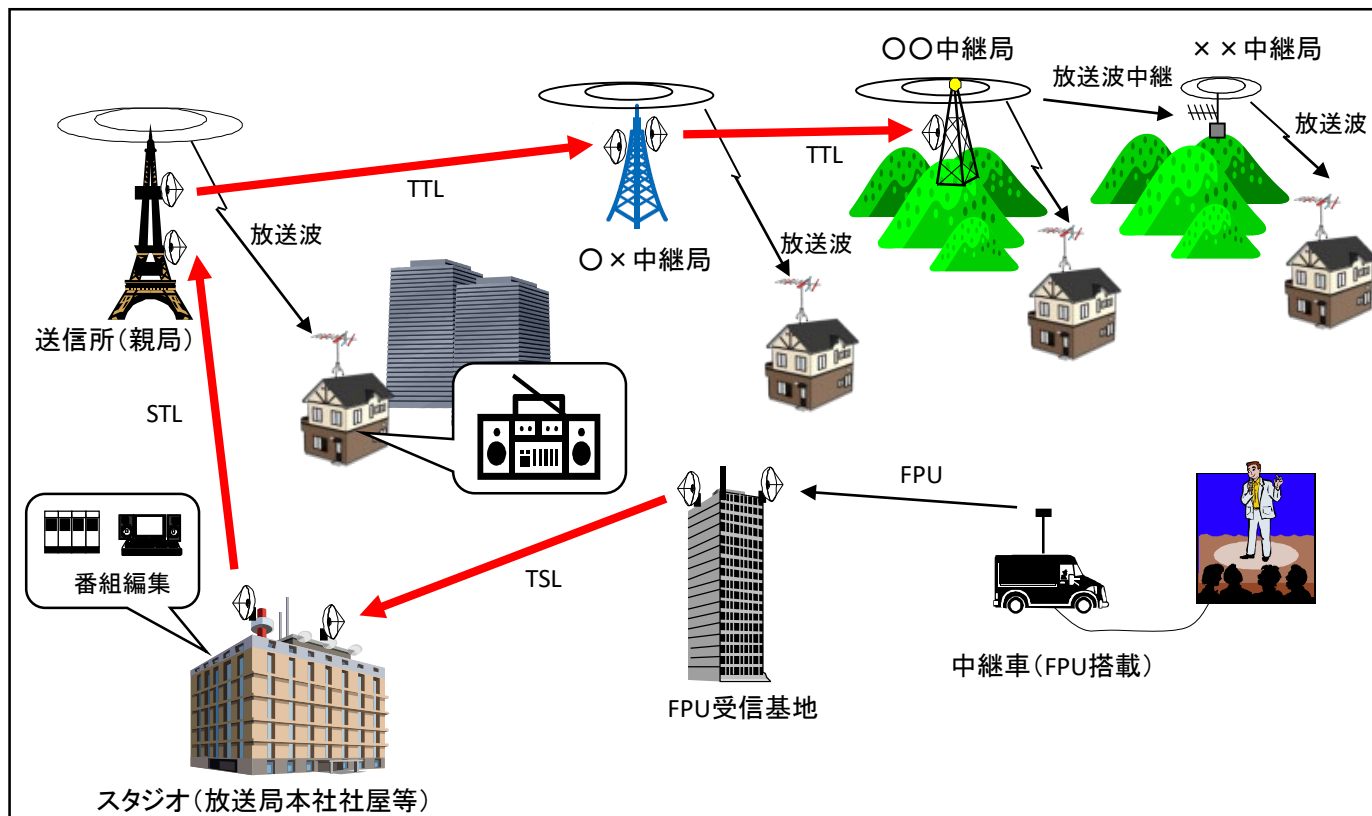 〇〇中継局
××中継局
放送波中継
放送波
TTL
TTL
放送波
〇×中継局
放送波
送信所（親局）
STL
FPU
番組編集
TSL
中継車（FPU搭載）
FPU受信基地
スタジオ（放送局本社社屋等）